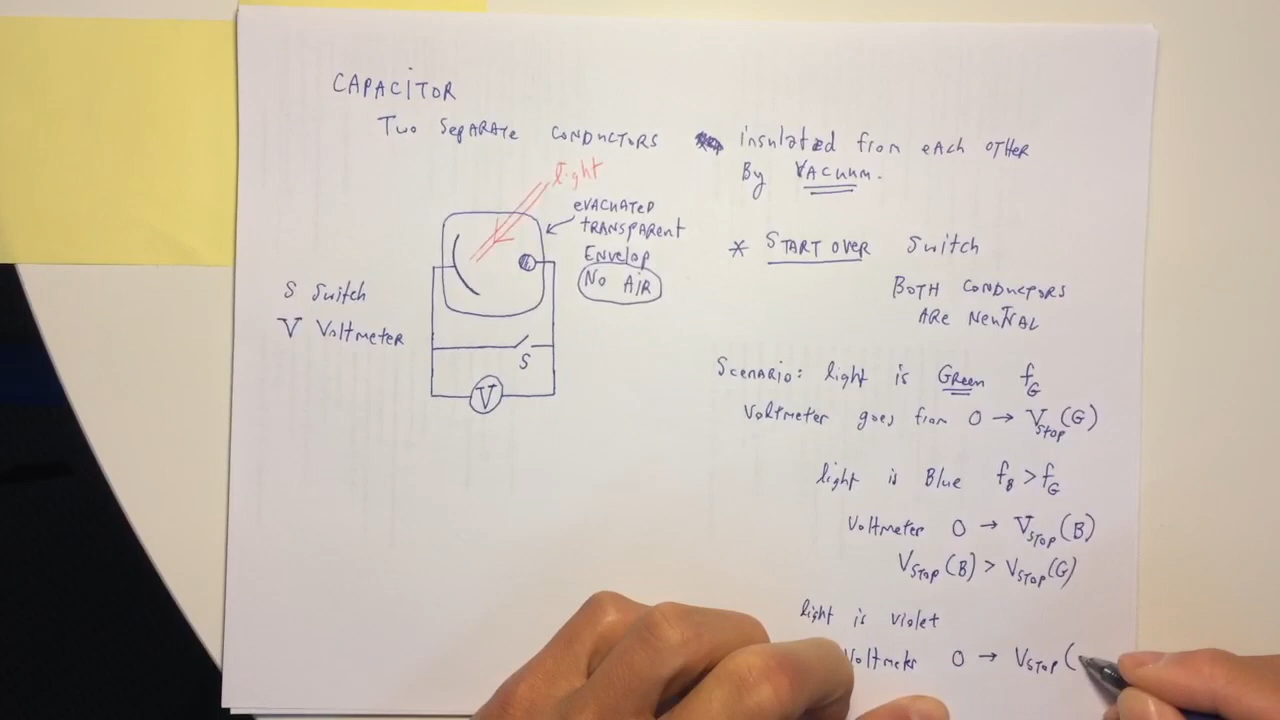 CAPACITOR
Two Separate CONDUCTORS insulated from each other
By VACUUM.
light
EVACUATED
TRANSPARENT
Envelop
No AIR
S Switch
V Voltmeter
S
V
* START OVER Switch
BOTH CONDUCTORS
ARE NEUTRAL
Scenario: light is Green f_G
Voltmeter goes from 0 → V_STOP(G)
light is Blue f_B > f_G
Voltmeter 0 → V_STOP(B)
V_STOP(B) > V_STOP(G)
light is violet
Voltmeter 0 → V_STOP(